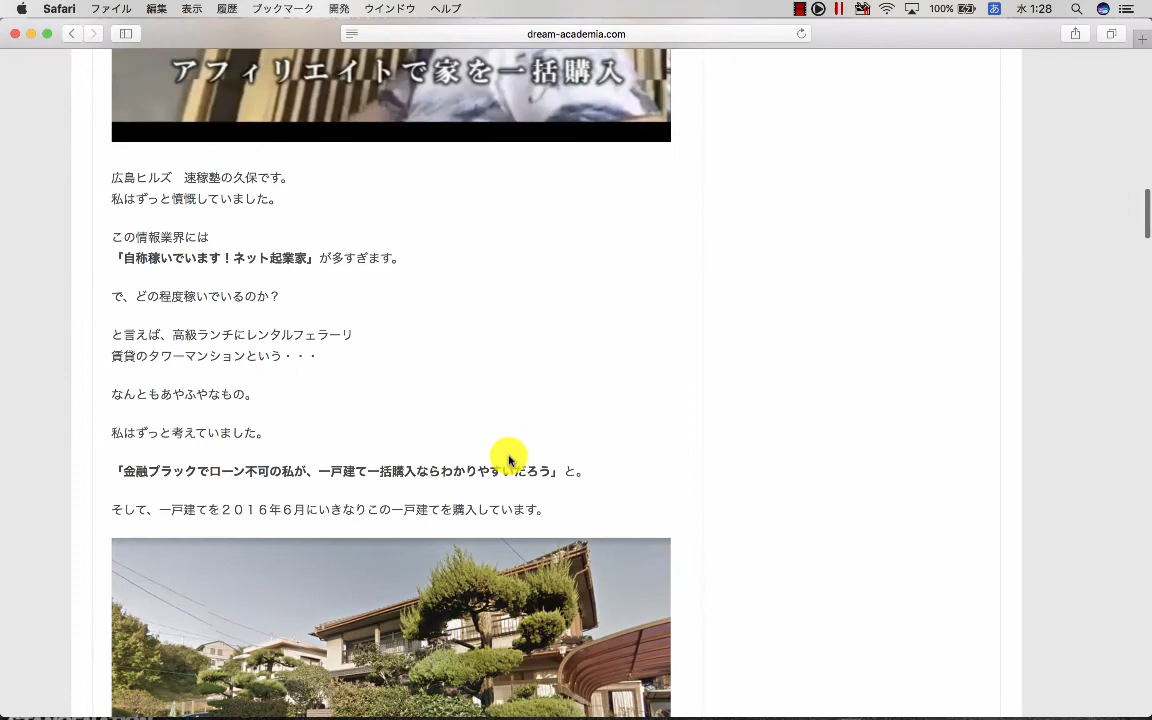 Safari ファイル 編集 表示 履歴 ブックマーク 開発 ウインドウ ヘルプ 100% あ 水 1:28
dream-academia.com
アフィリエイトで家を一括購入
広島ヒルズ　速稼塾の久保です。
私はずっと憤慨していました。
この情報業界には
「自称稼いでいます！ネット起業家」が多すぎます。
で、どの程度稼いでいるのか？
と言えば、高級ランチにレンタルフェラーリ
賃貸のタワーマンションという・・・
なんともあやふやなもの。
私はずっと考えていました。
「金融ブラックでローン不可の私が、一戸建て一括購入ならわかりやすいだろう」と。
そして、一戸建てを２０１６年６月にいきなりこの一戸建てを購入しています。